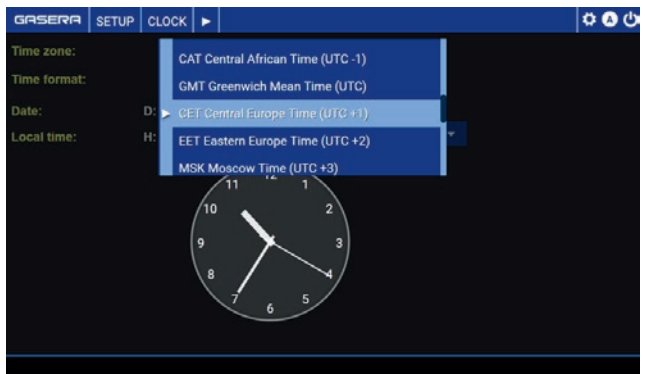 GASERA SETUP CLOCK
Time zone:
CAT Central African Time (UTC -1)
GMT Greenwich Mean Time (UTC)
Time format:
Date: D: CET Central Europe Time (UTC +1)
Local time: H: EET Eastern Europe Time (UTC +2)
MSK Moscow Time (UTC +3)
11 12 1
10 2
9 3
8 4
7 6 5